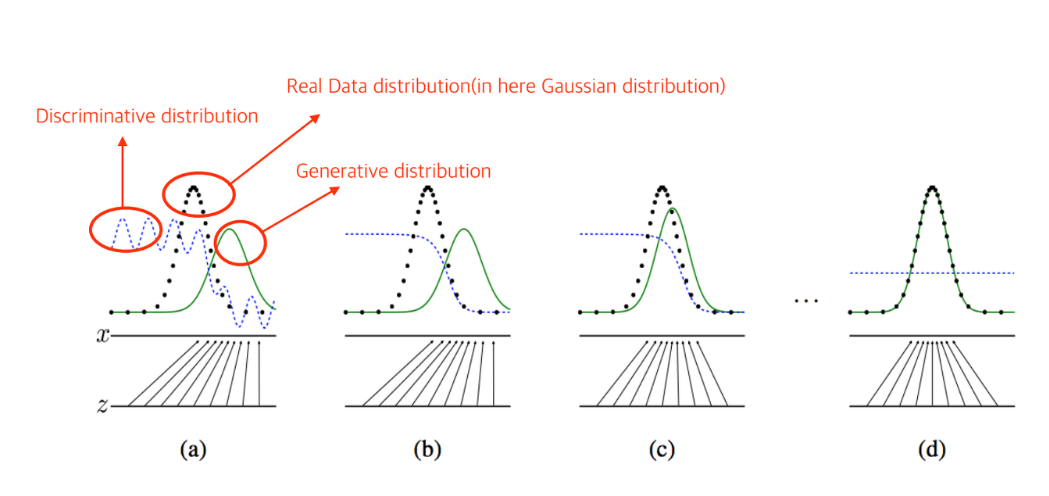 Real Data distribution(in here Gaussian distribution)
Discriminative distribution
Generative distribution
...
x
z
(a)
(b)
(c)
(d)